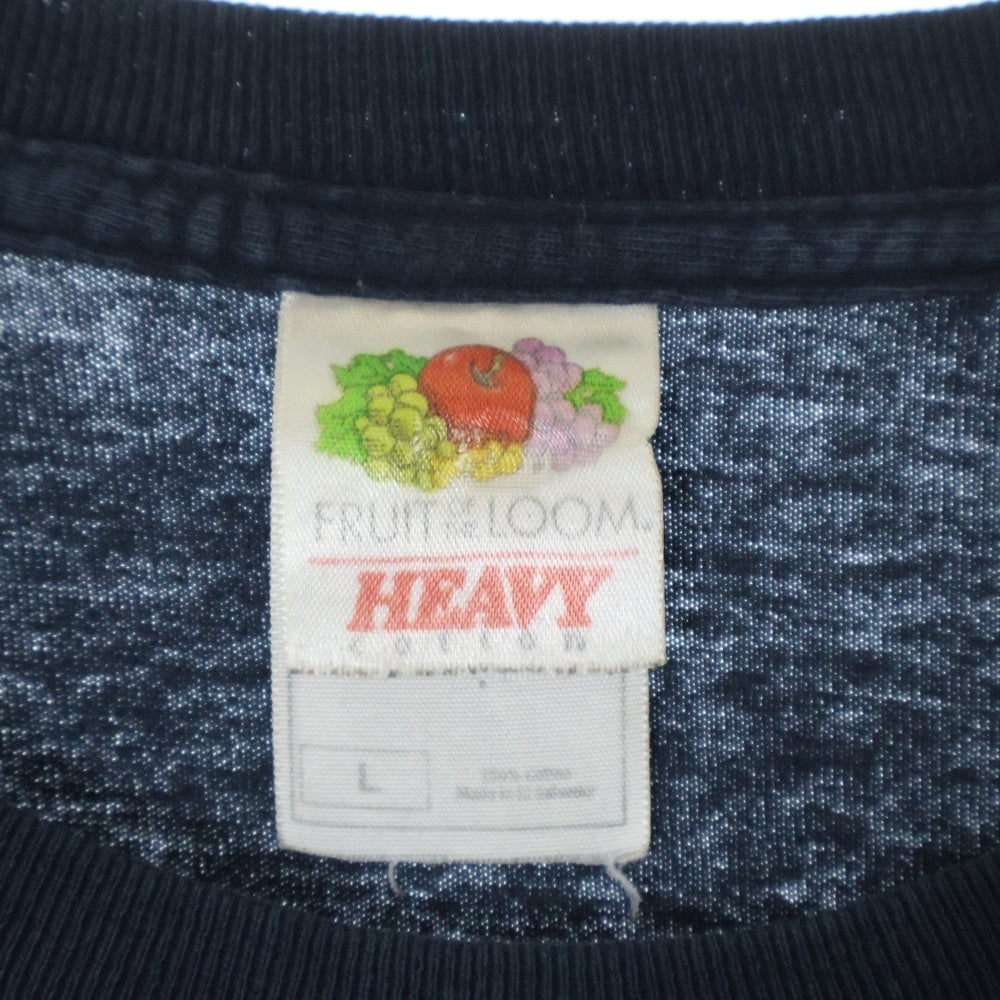 FRUIT OF THE LOOM®
HEAVY
COTTON
L
100% Cotton
Made in El Salvador